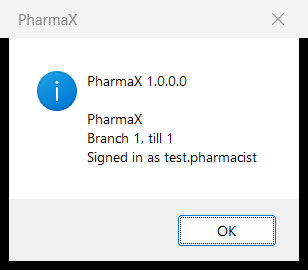 PharmaX
PharmaX 1.0.0.0
PharmaX
Branch 1, till 1
Signed in as test.pharmacist
OK